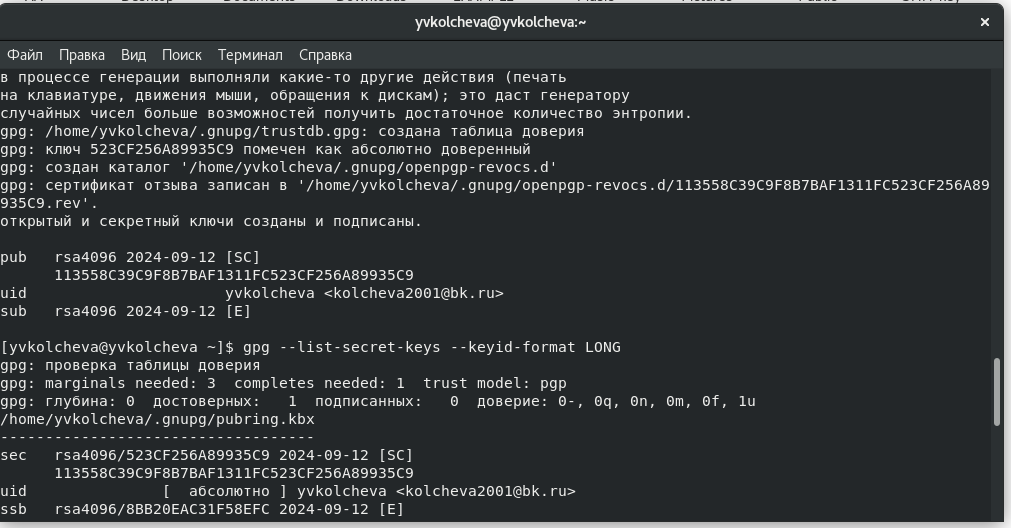 yvkolcheva@yvkolcheva:~
Файл Правка Вид Поиск Терминал Справка
в процессе генерации выполняли какие-то другие действия (печать
на клавиатуре, движения мыши, обращения к дискам); это даст генератору
случайных чисел больше возможностей получить достаточное количество энтропии.
gpg: /home/yvkolcheva/.gnupg/trustdb.gpg: создана таблица доверия
gpg: ключ 523CF256A89935C9 помечен как абсолютно доверенный
gpg: создан каталог '/home/yvkolcheva/.gnupg/openpgp-revocs.d'
gpg: сертификат отзыва записан в '/home/yvkolcheva/.gnupg/openpgp-revocs.d/113558C39C9F8B7BAF1311FC523CF256A89
935C9.rev'.
открытый и секретный ключи созданы и подписаны.
pub   rsa4096 2024-09-12 [SC]
      113558C39C9F8B7BAF1311FC523CF256A89935C9
uid                      yvkolcheva <kolcheva2001@bk.ru>
sub   rsa4096 2024-09-12 [E]
[yvkolcheva@yvkolcheva ~]$ gpg --list-secret-keys --keyid-format LONG
gpg: проверка таблицы доверия
gpg: marginals needed: 3  completes needed: 1  trust model: pgp
gpg: глубина: 0  достоверных:   1  подписанных:   0  доверие: 0-, 0q, 0n, 0m, 0f, 1u
/home/yvkolcheva/.gnupg/pubring.kbx
-----------------------------------
sec   rsa4096/523CF256A89935C9 2024-09-12 [SC]
      113558C39C9F8B7BAF1311FC523CF256A89935C9
uid               [  абсолютно ] yvkolcheva <kolcheva2001@bk.ru>
ssb   rsa4096/8BB20EAC31F58EFC 2024-09-12 [E]